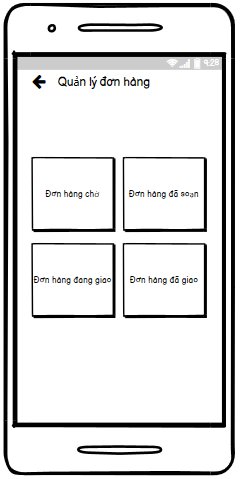 9:28
Quản lý đơn hàng
Đơn hàng chờ
Đơn hàng đã soạn
Đơn hàng đang giao
Đơn hàng đã giao